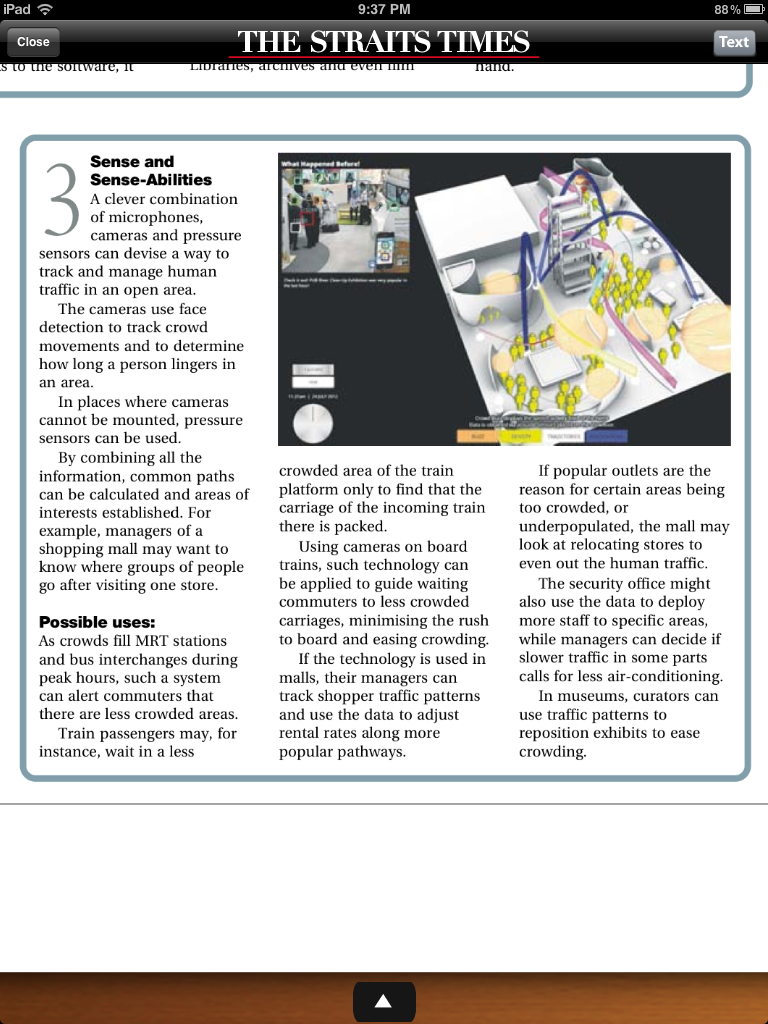 iPad
9:37 PM
88%
Close
THE STRAITS TIMES
Text
s to the software, it
Libraries, archives and even film
hand.
3
Sense and
Sense-Abilities
A clever combination
of microphones,
cameras and pressure
sensors can devise a way to
track and manage human
traffic in an open area.
The cameras use face
detection to track crowd
movements and to determine
how long a person lingers in
an area.
In places where cameras
cannot be mounted, pressure
sensors can be used.
By combining all the
information, common paths
can be calculated and areas of
interests established. For
example, managers of a
shopping mall may want to
know where groups of people
go after visiting one store.
Possible uses:
As crowds fill MRT stations
and bus interchanges during
peak hours, such a system
can alert commuters that
there are less crowded areas.
Train passengers may, for
instance, wait in a less
What Happened Before!
the last hour!
11:21am | 24 JULY 2012
BUZZ
DENSITY
TRAJECTORIES
crowded area of the train
platform only to find that the
carriage of the incoming train
there is packed.
Using cameras on board
trains, such technology can
be applied to guide waiting
commuters to less crowded
carriages, minimising the rush
to board and easing crowding.
If the technology is used in
malls, their managers can
track shopper traffic patterns
and use the data to adjust
rental rates along more
popular pathways.
If popular outlets are the
reason for certain areas being
too crowded, or
underpopulated, the mall may
look at relocating stores to
even out the human traffic.
The security office might
also use the data to deploy
more staff to specific areas,
while managers can decide if
slower traffic in some parts
calls for less air-conditioning.
In museums, curators can
use traffic patterns to
reposition exhibits to ease
crowding.